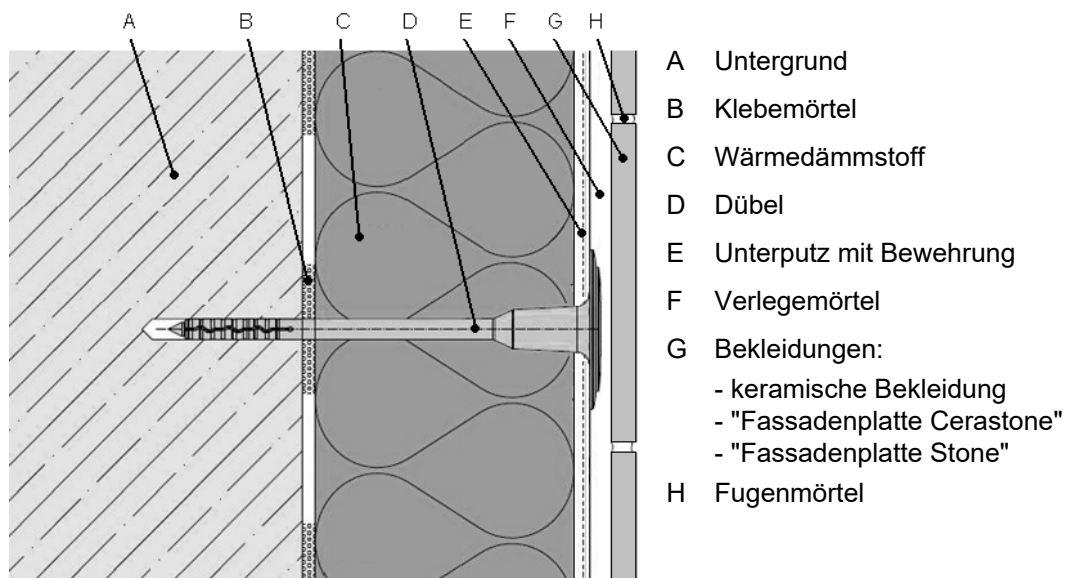 A B C D E F G H
A Untergrund
B Klebemörtel
C Wärmedämmstoff
D Dübel
E Unterputz mit Bewehrung
F Verlegemörtel
G Bekleidungen:
- keramische Bekleidung
- "Fassadenplatte Cerastone"
- "Fassadenplatte Stone"
H Fugenmörtel